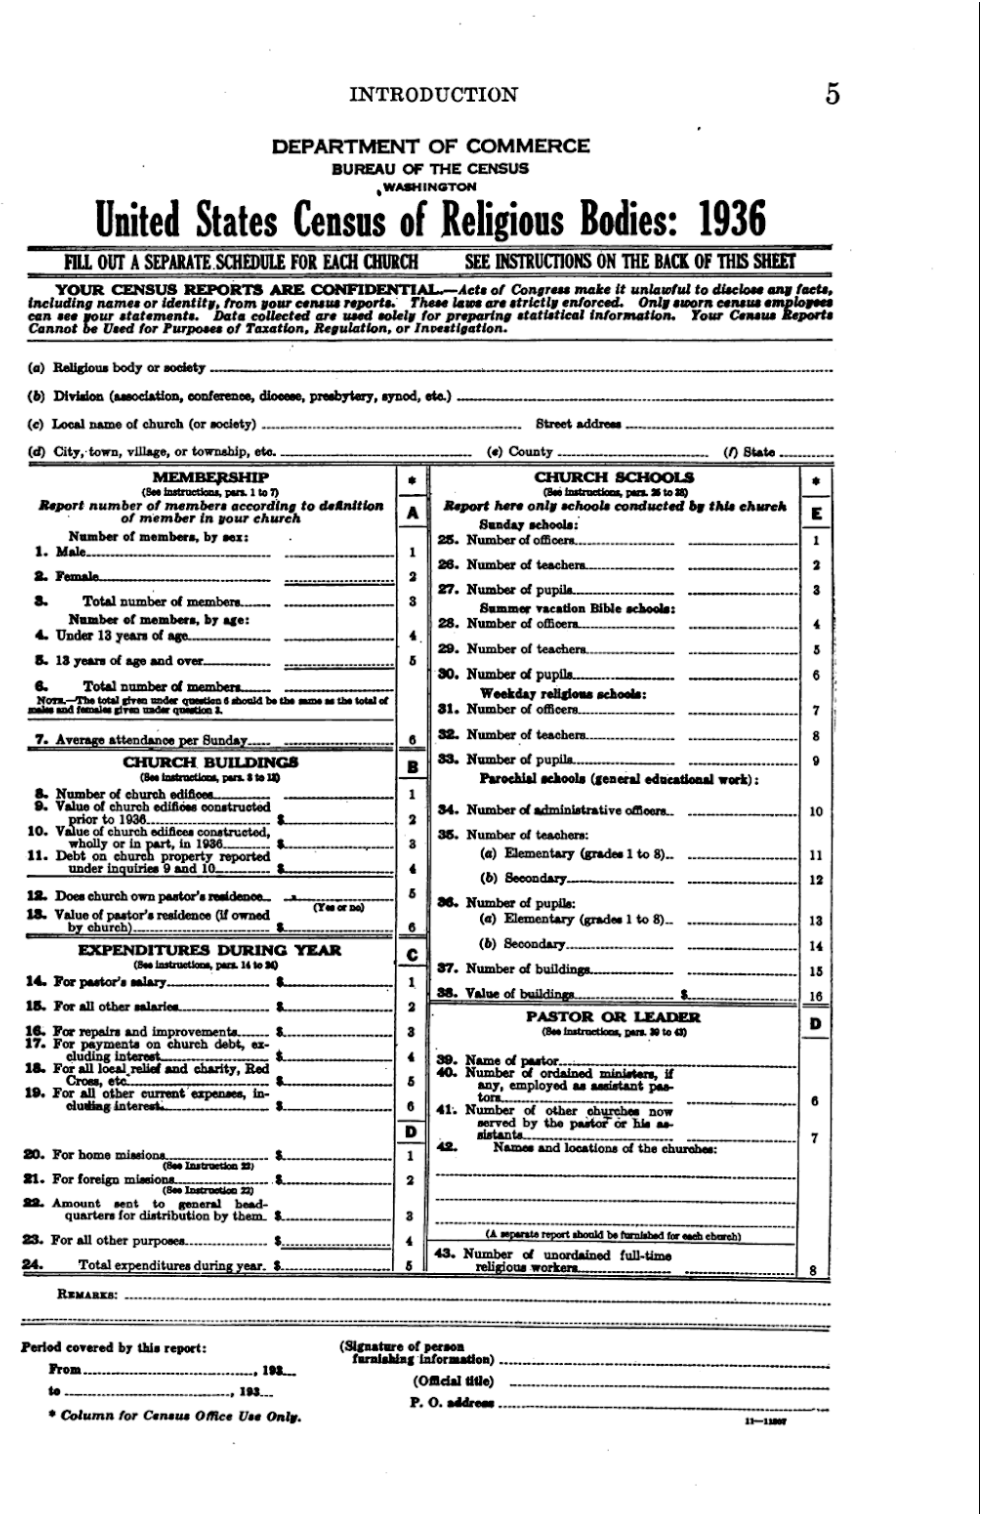 INTRODUCTION 5
DEPARTMENT OF COMMERCE
BUREAU OF THE CENSUS
WASHINGTON
United States Census of Religious Bodies: 1936
FILL OUT A SEPARATE SCHEDULE FOR EACH CHURCH SEE INSTRUCTIONS ON THE BACK OF THIS SHEET
YOUR CENSUS REPORTS ARE CONFIDENTIAL.—Acts of Congress make it unlawful to disclose any facts,
including names or identity, from your census reports. These laws are strictly enforced. Only sworn census employees
can see your statements. Data collected are used solely for preparing statistical information. Your Census Reports
Cannot be Used for Purposes of Taxation, Regulation, or Investigation.
(a) Religious body or society
(b) Division (association, conference, diocese, presbytery, synod, etc.)
(c) Local name of church (or society) Street address
(d) City, town, village, or township, etc. (e) County (f) State
MEMBERSHIP
(See instructions, pars. 1 to 7)
Report number of members according to definition
of member in your church
* A
Number of members, by sex:
1. Male 1
2. Female 2
3. Total number of members 3
Number of members, by age:
4. Under 13 years of age 4
5. 13 years of age and over 5
6. Total number of members
NOTE.—The total given under question 6 should be the same as the total of
males and females given under question 3.
7. Average attendance per Sunday 6
CHURCH BUILDINGS B
(See instructions, pars. 8 to 13)
8. Number of church edifices 1
9. Value of church edifices constructed
prior to 1936 $ 2
10. Value of church edifices constructed,
wholly or in part, in 1936 $ 3
11. Debt on church property reported
under inquiries 9 and 10 $ 4
12. Does church own pastor's residence 5
(Yes or no)
13. Value of pastor's residence (if owned
by church) $ 6
EXPENDITURES DURING YEAR C
(See instructions, pars. 14 to 24)
14. For pastor's salary $ 1
15. For all other salaries $ 2
16. For repairs and improvements $ 3
17. For payments on church debt, ex-
cluding interest $ 4
18. For all local relief and charity, Red
Cross, etc. $ 5
19. For all other current expenses, in-
cluding interest $ 6
D
20. For home missions $ 1
(See Instruction 22)
21. For foreign missions $ 2
(See Instruction 22)
22. Amount sent to general head-
quarters for distribution by them $ 3
23. For all other purposes $ 4
24. Total expenditures during year. $ 5
CHURCH SCHOOLS
(See instructions, pars. 25 to 38)
Report here only schools conducted by this church
* E
Sunday schools:
25. Number of officers 1
26. Number of teachers 2
27. Number of pupils 3
Summer vacation Bible schools:
28. Number of officers 4
29. Number of teachers 5
30. Number of pupils 6
Weekday religious schools:
31. Number of officers 7
32. Number of teachers 8
33. Number of pupils 9
Parochial schools (general educational work):
34. Number of administrative officers 10
35. Number of teachers:
(a) Elementary (grades 1 to 8) 11
(b) Secondary 12
36. Number of pupils:
(a) Elementary (grades 1 to 8) 13
(b) Secondary 14
37. Number of buildings 15
38. Value of buildings $ 16
PASTOR OR LEADER D
(See instructions, pars. 39 to 43)
39. Name of pastor
40. Number of ordained ministers, if
any, employed as assistant pas-
tors 6
41. Number of other churches now
served by the pastor or his as-
sistants 7
42. Names and locations of the churches:
(A separate report should be furnished for each church)
43. Number of unordained full-time
religious workers 8
REMARKS:
Period covered by this report:
From , 193
to , 193
* Column for Census Office Use Only.
(Signature of person
furnishing information)
(Official title)
P. O. address